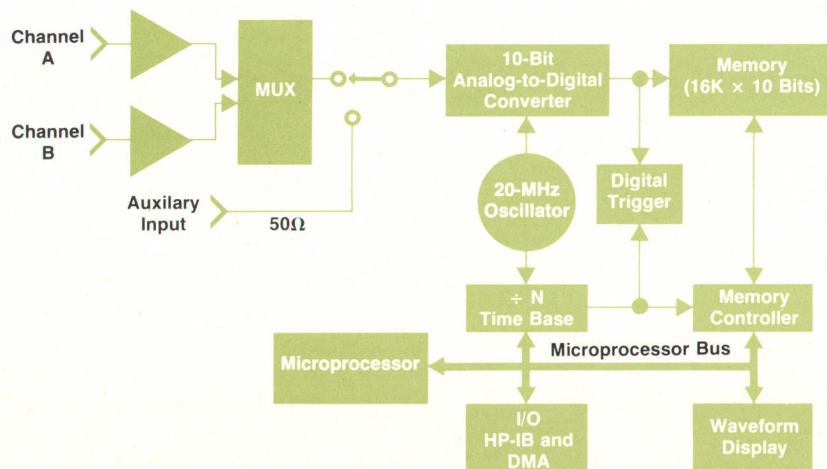 Channel
A
MUX
10-Bit
Analog-to-Digital
Converter
Memory
(16K × 10 Bits)
Channel
B
Auxilary
Input
50Ω
20-MHz
Oscillator
Digital
Trigger
÷ N
Time Base
Memory
Controller
Microprocessor
Microprocessor Bus
I/O
HP-IB and
DMA
Waveform
Display